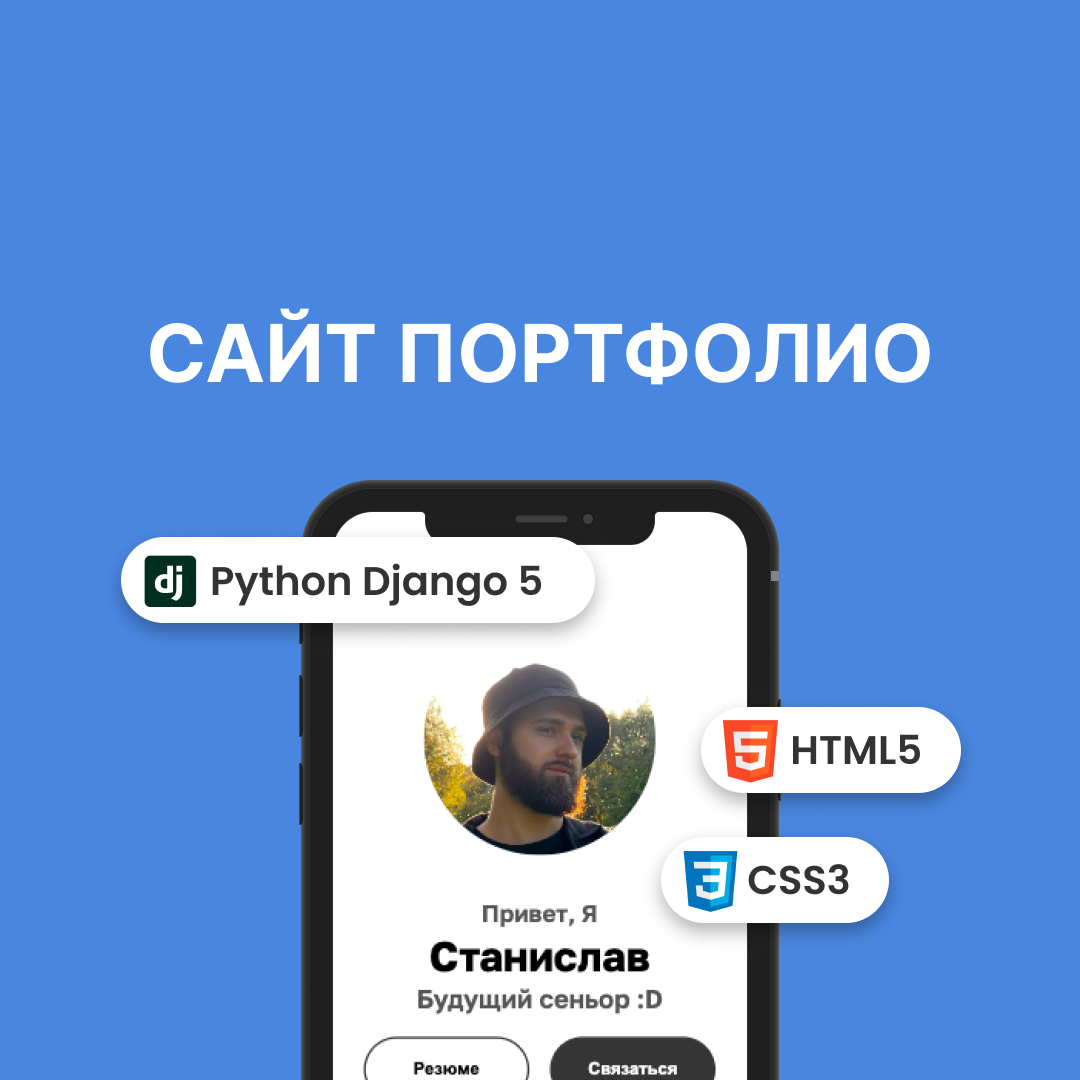 САЙТ ПОРТФОЛИО
dj Python Django 5
5 HTML5
3 CSS3
Привет, Я
Станислав
Будущий сеньор :D
Резюме
Связаться